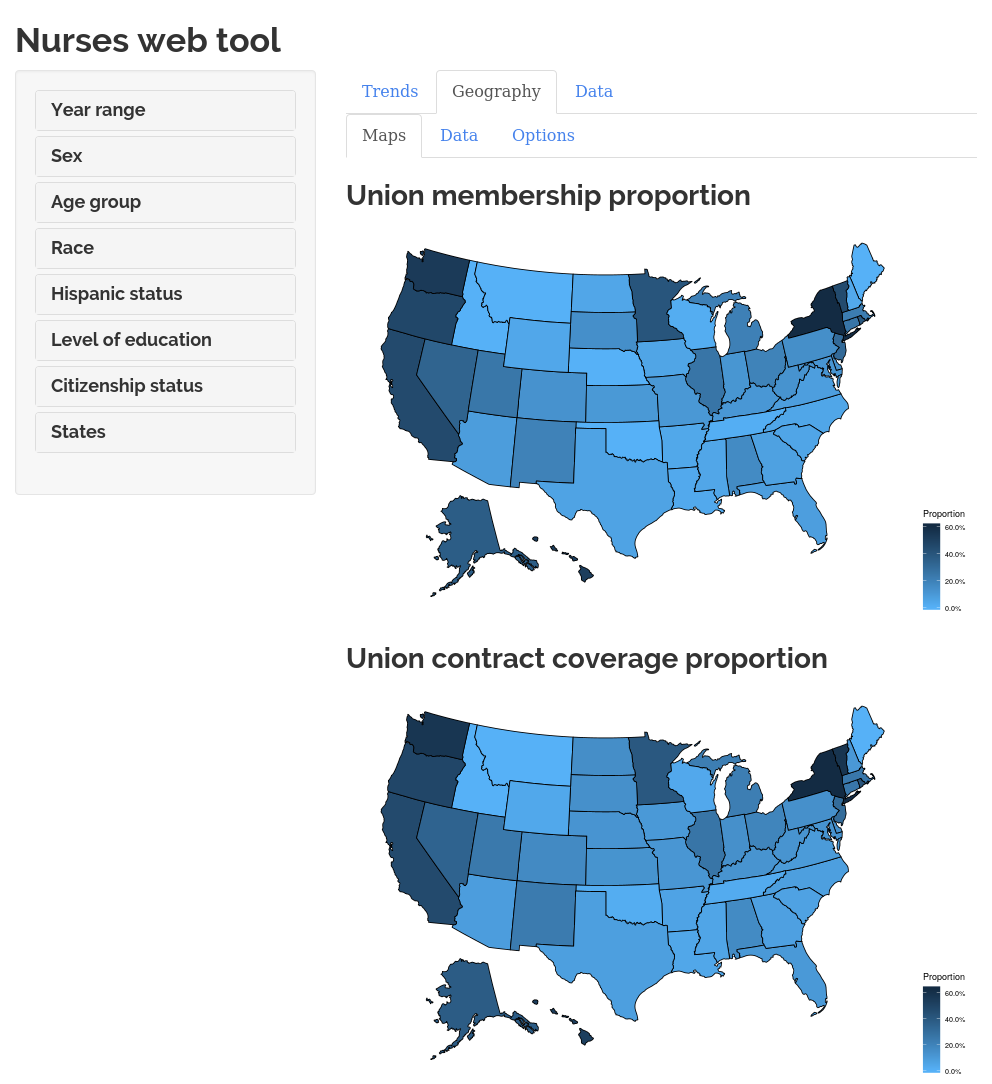 Nurses web tool
Year range
Sex
Age group
Race
Hispanic status
Level of education
Citizenship status
States
Trends Geography Data
Maps Data Options
Union membership proportion
Proportion
60.0%
40.0%
20.0%
0.0%
Union contract coverage proportion
Proportion
60.0%
40.0%
20.0%
0.0%